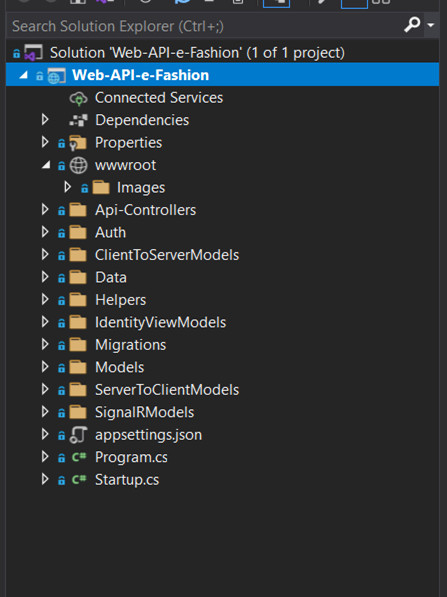 Search Solution Explorer (Ctrl+;)
Solution 'Web-API-e-Fashion' (1 of 1 project)
Web-API-e-Fashion
Connected Services
Dependencies
Properties
wwwroot
Images
Api-Controllers
Auth
ClientToServerModels
Data
Helpers
IdentityViewModels
Migrations
Models
ServerToClientModels
SignalRModels
appsettings.json
C# Program.cs
C# Startup.cs